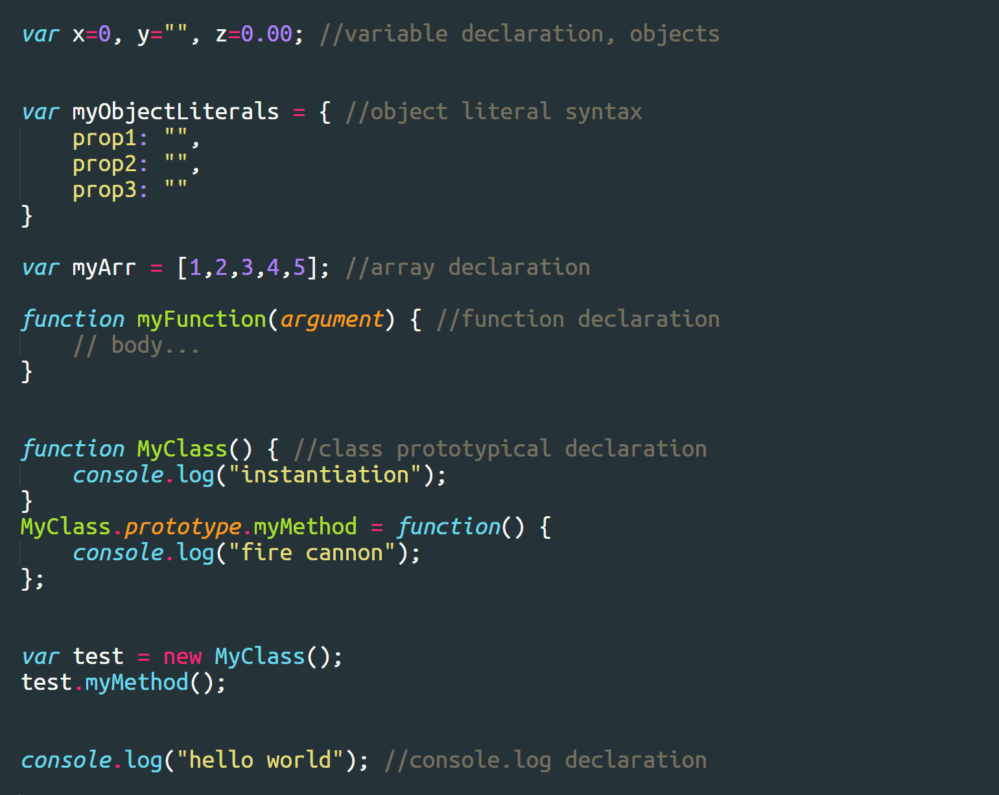 var x=0, y="", z=0.00; //variable declaration, objects
var myObjectLiterals = { //object literal syntax
    prop1: "",
    prop2: "",
    prop3: ""
}
var myArr = [1,2,3,4,5]; //array declaration
function myFunction(argument) { //function declaration
    // body...
}
function MyClass() { //class prototypical declaration
    console.log("instantiation");
}
MyClass.prototype.myMethod = function() {
    console.log("fire cannon");
};
var test = new MyClass();
test.myMethod();
console.log("hello world"); //console.log declaration